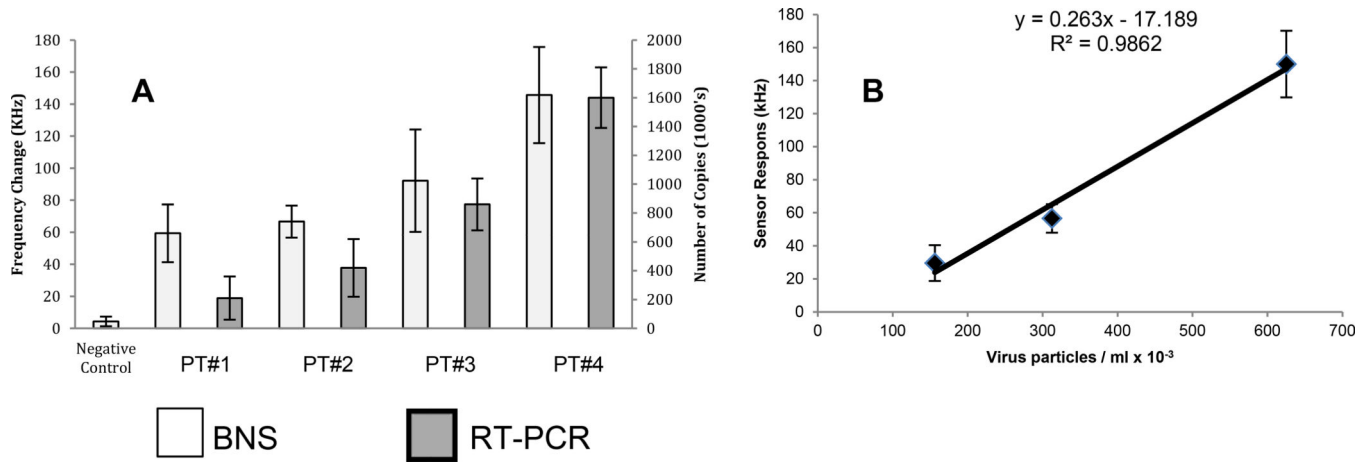 A
Frequency Change (KHz)
180
160
140
120
100
80
60
40
20
0
2000
1800
1600
1400
1200
1000
800
600
400
200
0
Number of Copies (1000's)
Negative
Control
PT#1 PT#2 PT#3 PT#4
BNS RT-PCR
y = 0.263x - 17.189
R² = 0.9862
B
Sensor Respons (kHz)
180
160
140
120
100
80
60
40
20
0
0 100 200 300 400 500 600 700
Virus particles / ml x 10⁻³